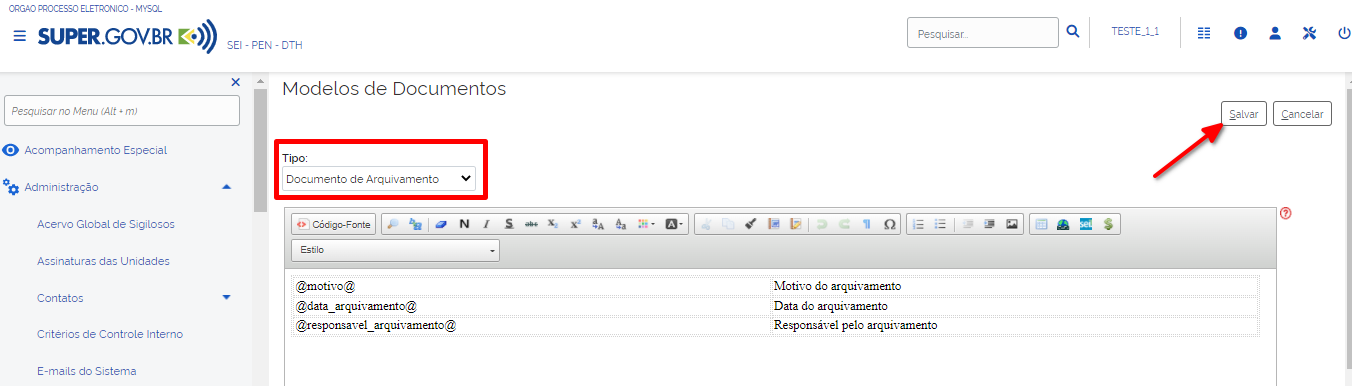 ORGAO PROCESSO ELETRONICO - MYSQL
SUPER.GOV.BR
SEI - PEN - DTH
Pesquisar...
TESTE_1_1
Pesquisar no Menu (Alt + m)
Acompanhamento Especial
Administração
Acervo Global de Sigilosos
Assinaturas das Unidades
Contatos
Critérios de Controle Interno
E-mails do Sistema
Modelos de Documentos
Salvar Cancelar
Tipo:
Documento de Arquivamento
Código-Fonte
Estilo
@motivo@ Motivo do arquivamento
@data_arquivamento@ Data do arquivamento
@responsavel_arquivamento@ Responsável pelo arquivamento